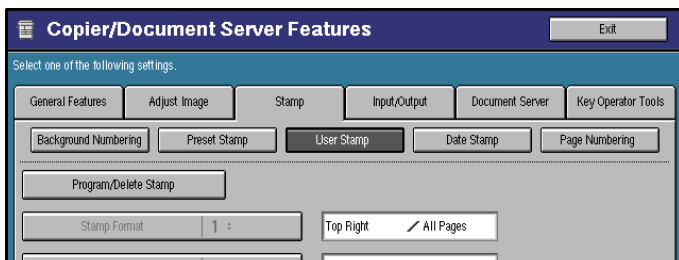 Copier/Document Server Features
Exit
Select one of the following settings.
General Features Adjust Image Stamp Input/Output Document Server Key Operator Tools
Background Numbering Preset Stamp User Stamp Date Stamp Page Numbering
Program/Delete Stamp
Stamp Format 1 : Top Right / All Pages